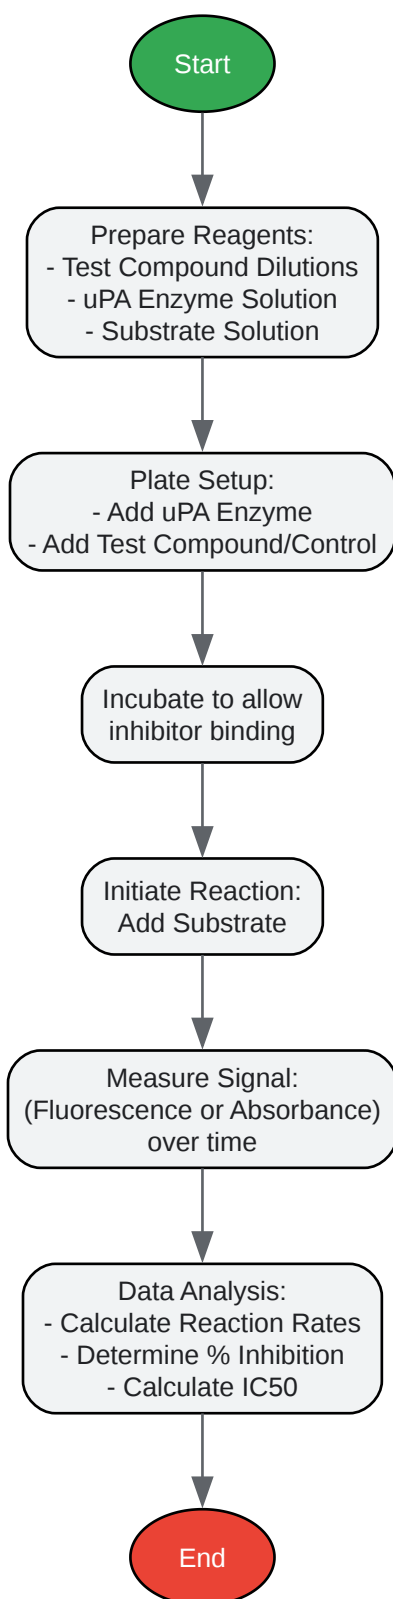 Start
Prepare Reagents:
- Test Compound Dilutions
- uPA Enzyme Solution
- Substrate Solution
Plate Setup:
- Add uPA Enzyme
- Add Test Compound/Control
Incubate to allow
inhibitor binding
Initiate Reaction:
Add Substrate
Measure Signal:
(Fluorescence or Absorbance)
over time
Data Analysis:
- Calculate Reaction Rates
- Determine % Inhibition
- Calculate IC50
End